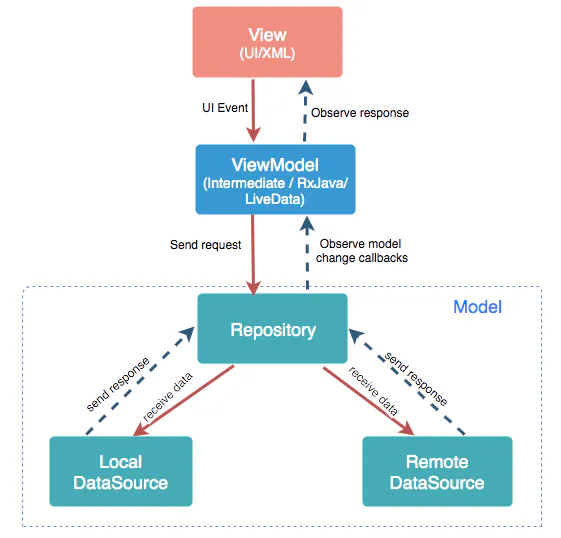 View
(UI/XML)
UI Event
Observe response
ViewModel
(Intermediate / RxJava/
LiveData)
Send request
Observe model
change callbacks
Model
Repository
send response
receive data
receive data
send response
Local
DataSource
Remote
DataSource